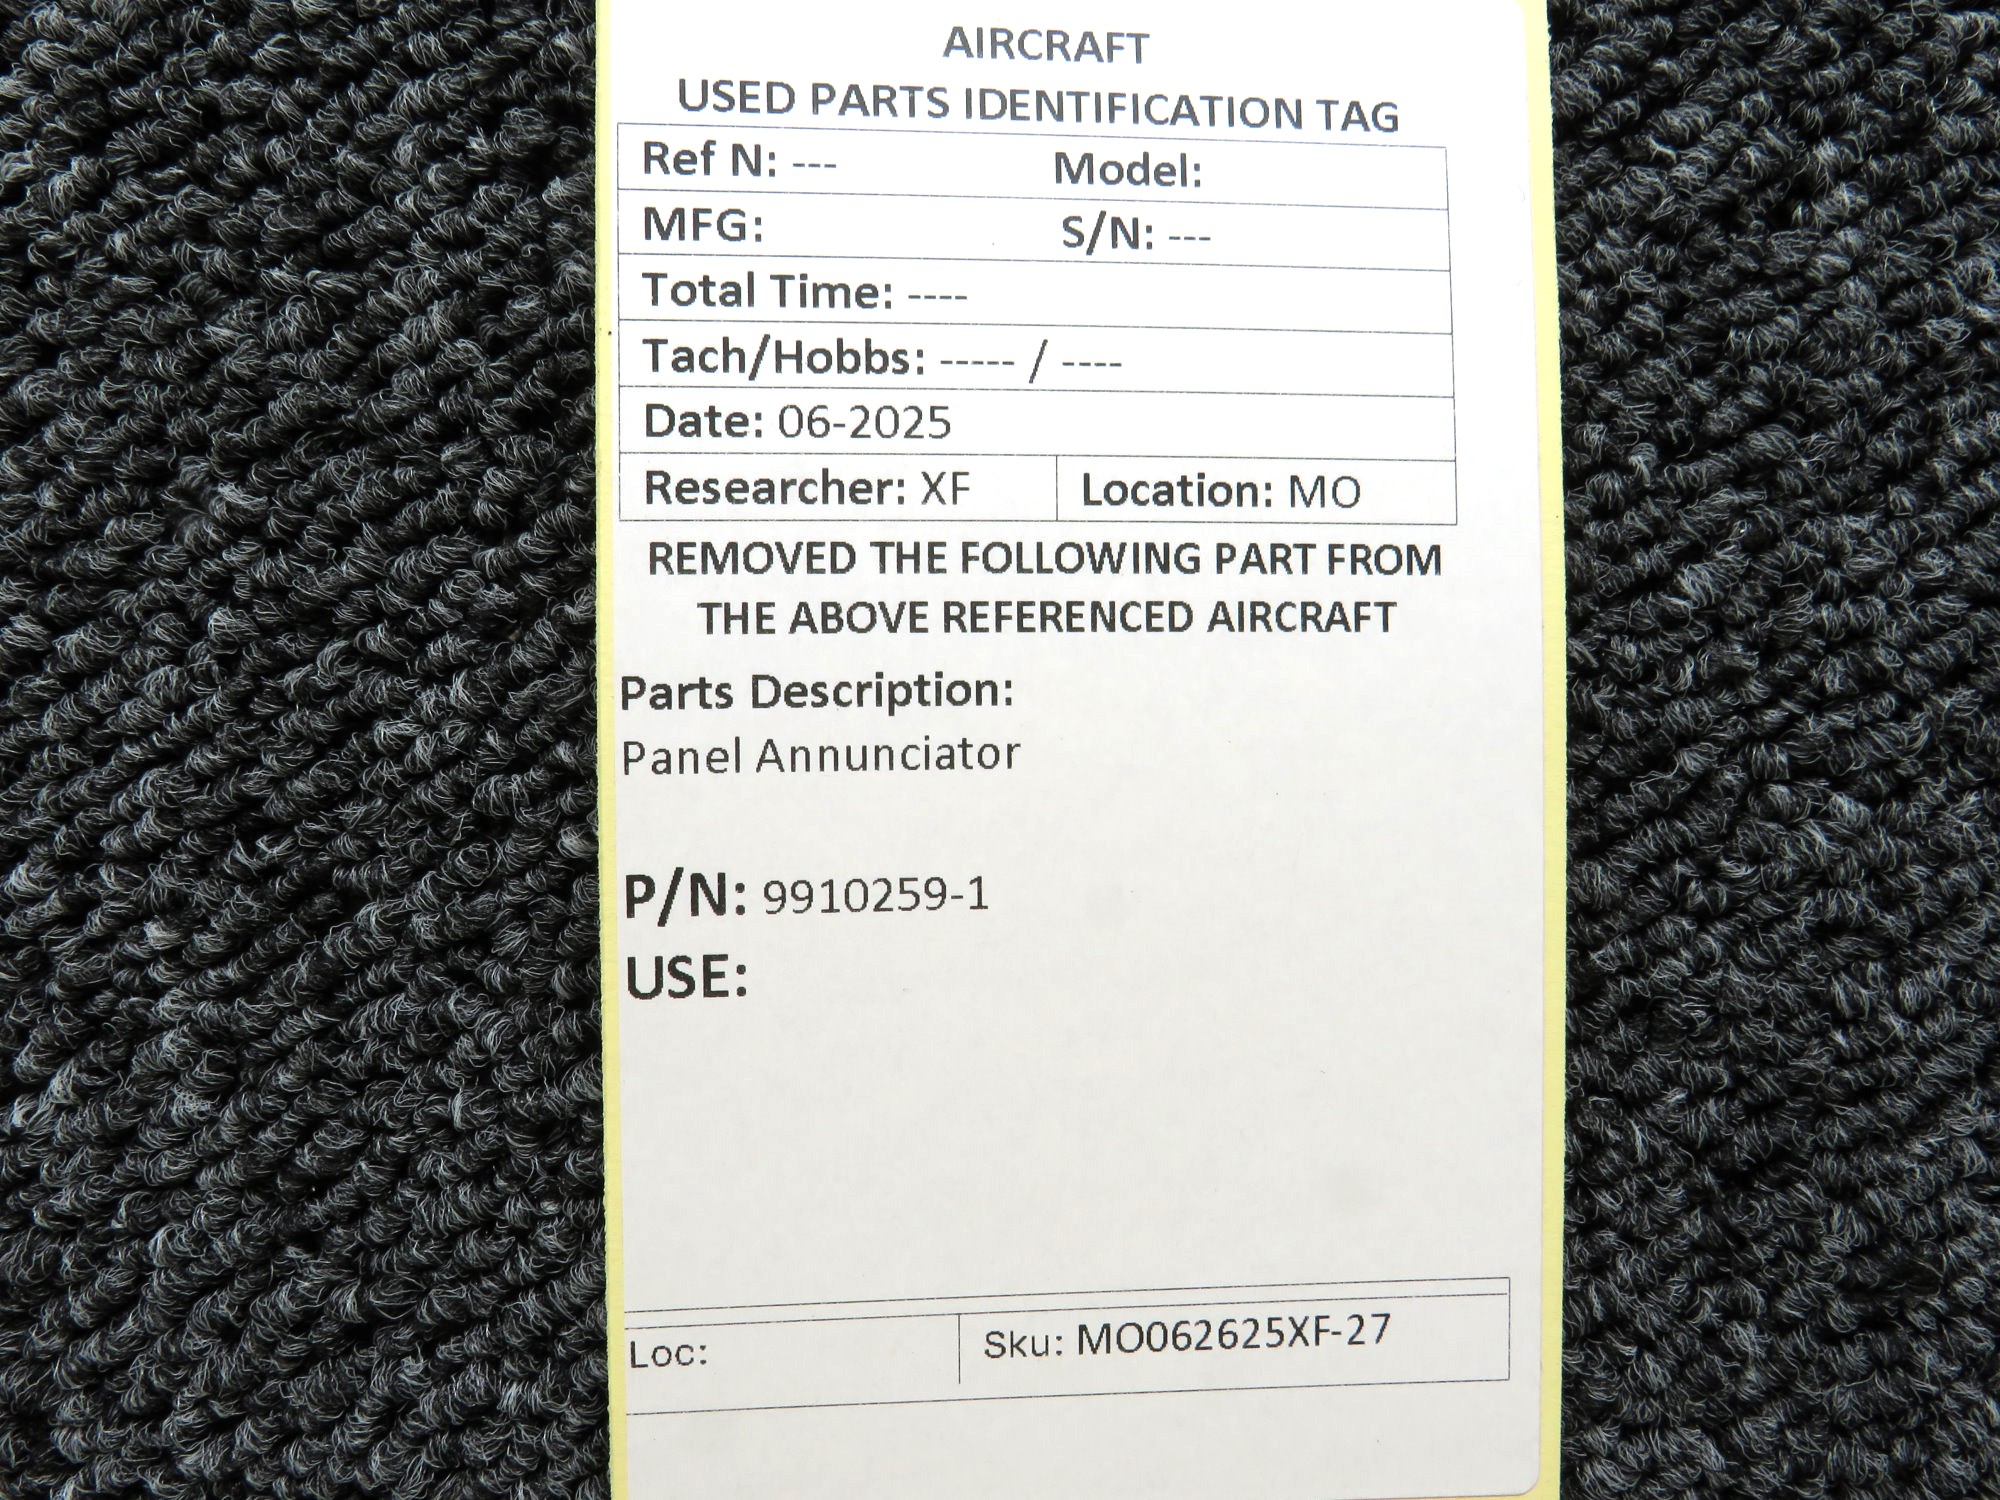 AIRCRAFT
USED PARTS IDENTIFICATION TAG
Ref N: --- Model:
MFG: S/N: ---
Total Time: ----
Tach/Hobbs: ----- / ----
Date: 06-2025
Researcher: XF Location: MO
REMOVED THE FOLLOWING PART FROM
THE ABOVE REFERENCED AIRCRAFT
Parts Description:
Panel Annunciator
P/N: 9910259-1
USE:
Loc: Sku: MO062625XF-27